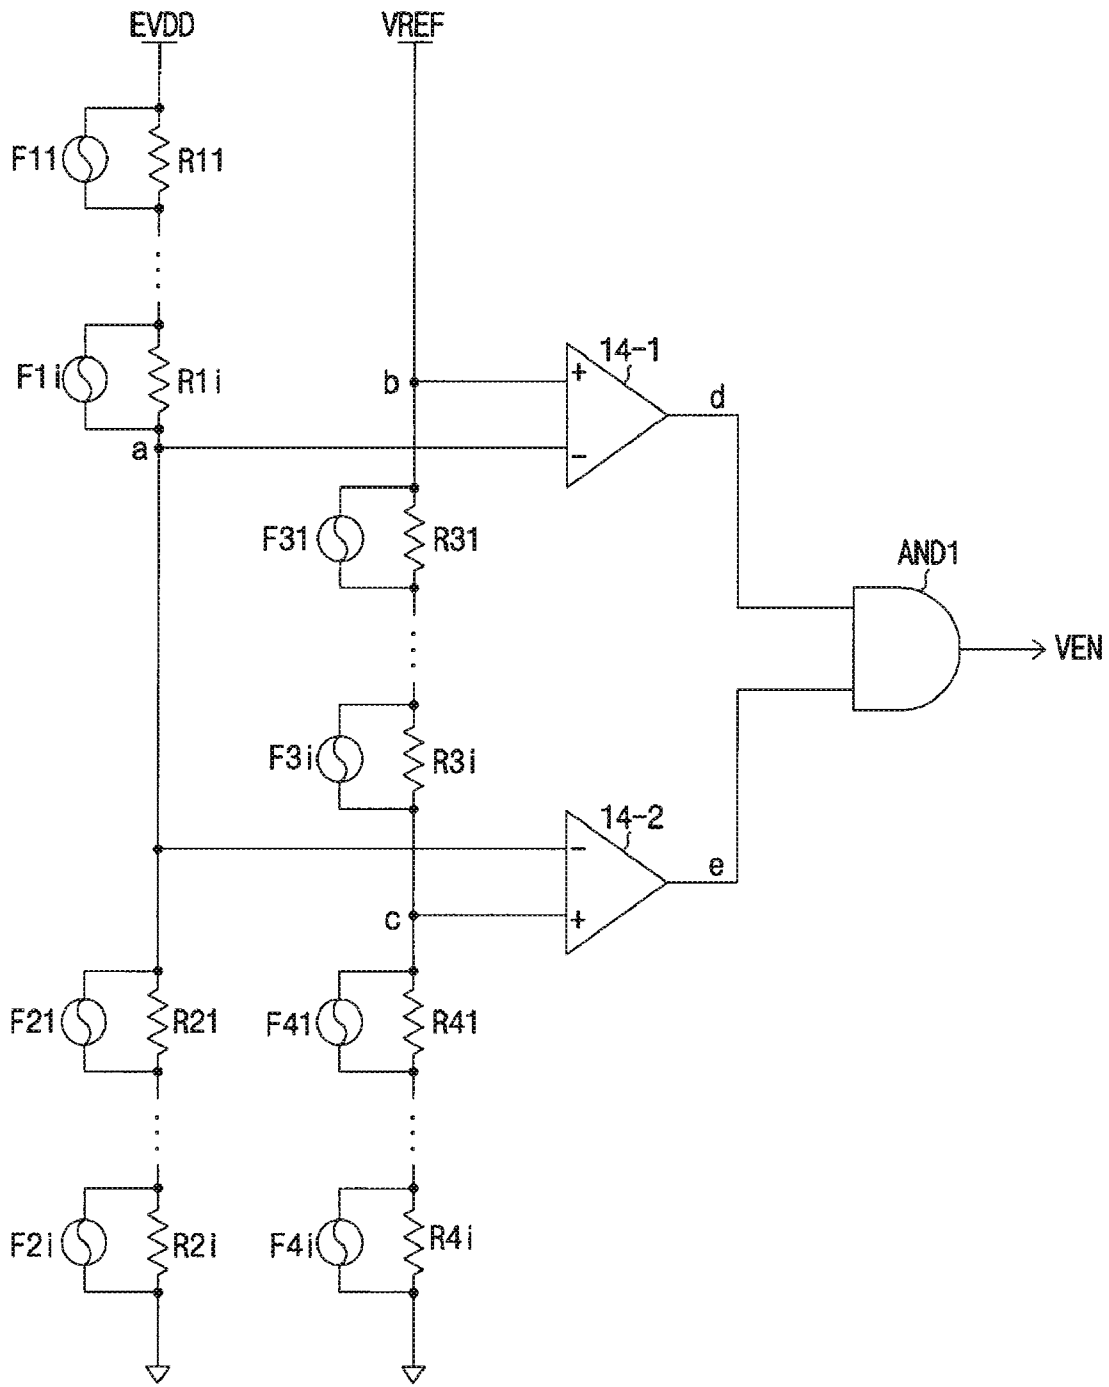 EVDD VREF
F11 R11
F1i R1i
14-1
+
-
a
b
d
F31 R31
AND1
VEN
F3i R3i
14-2
-
+
c
e
F21 R21
F41 R41
F2i R2i
F4i R4i